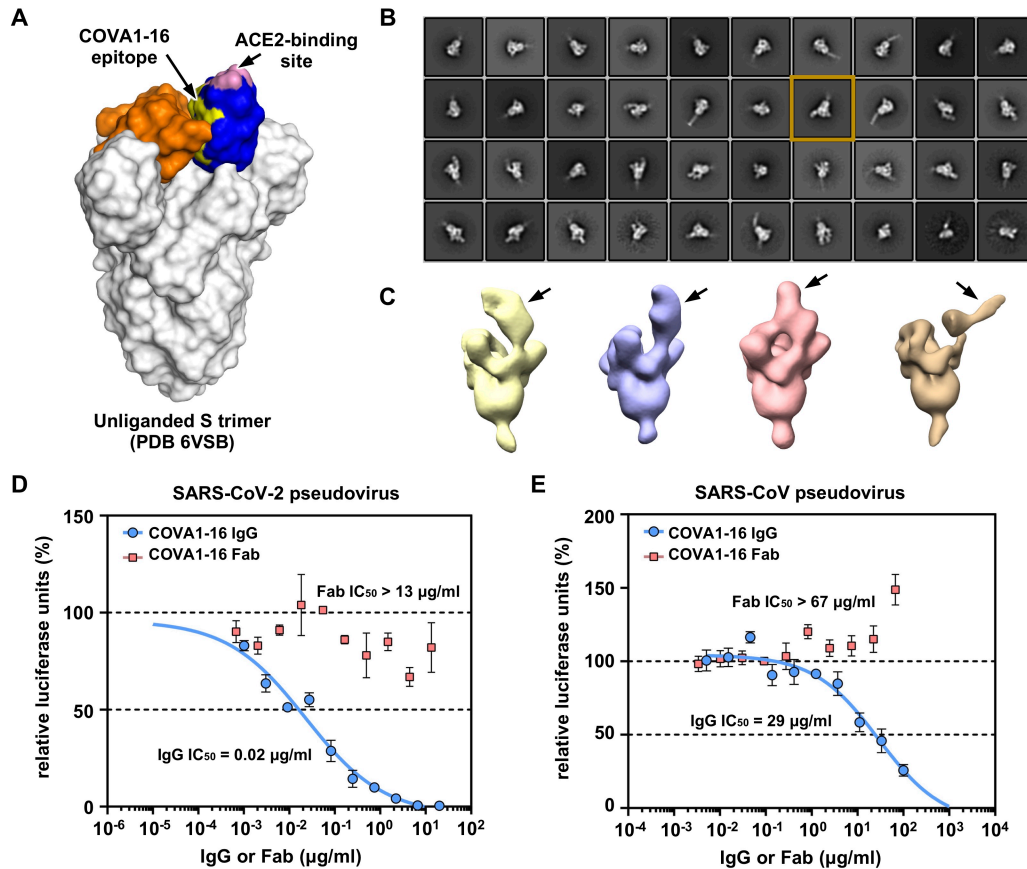 A
COVA1-16
epitope
ACE2-binding
site
Unliganded S trimer
(PDB 6VSB)
B
C
D
SARS-CoV-2 pseudovirus
relative luciferase units (%)
150
100
50
0
COVA1-16 IgG
COVA1-16 Fab
Fab IC₅₀ > 13 µg/ml
IgG IC₅₀ = 0.02 µg/ml
10⁻⁶ 10⁻⁵ 10⁻⁴ 10⁻³ 10⁻² 10⁻¹ 10⁰ 10¹ 10²
IgG or Fab (µg/ml)
E
SARS-CoV pseudovirus
relative luciferase units (%)
200
150
100
50
0
COVA1-16 IgG
COVA1-16 Fab
Fab IC₅₀ > 67 µg/ml
IgG IC₅₀ = 29 µg/ml
10⁻⁴ 10⁻³ 10⁻² 10⁻¹ 10⁰ 10¹ 10² 10³ 10⁴
IgG or Fab (µg/ml)